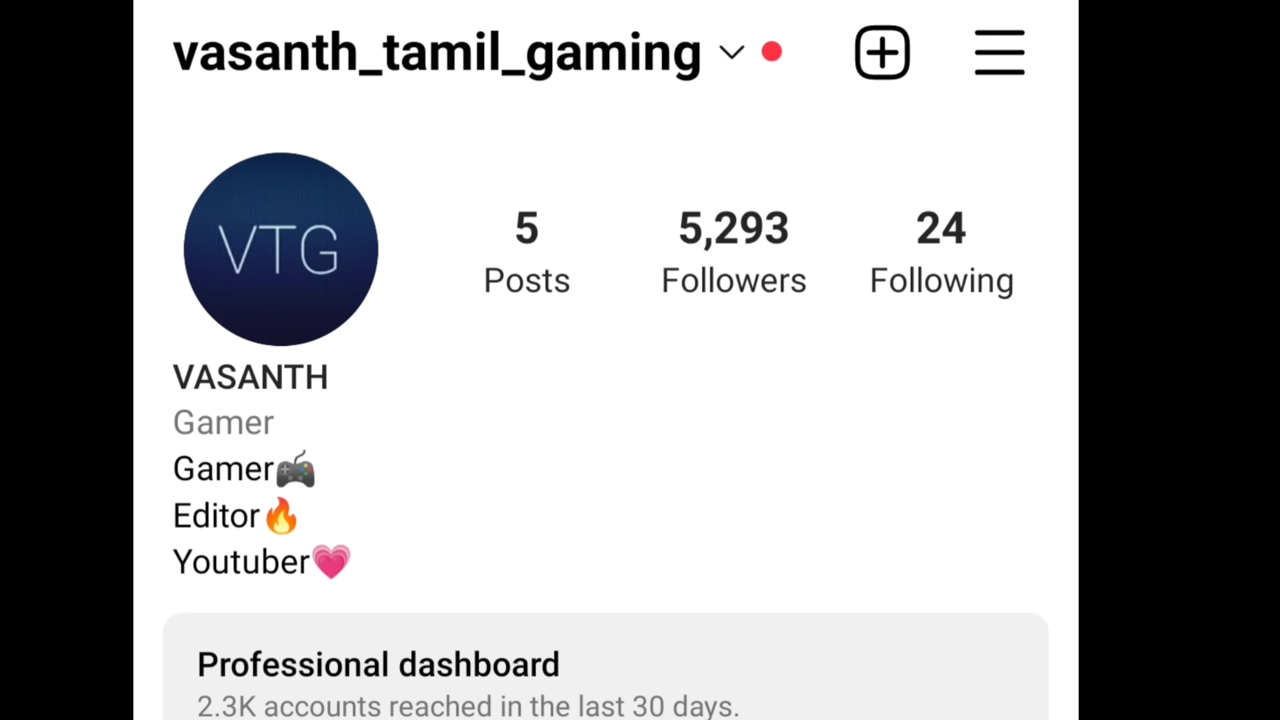 vasanth_tamil_gaming
VTG
5 5,293 24
Posts Followers Following
VASANTH
Gamer
Gamer🎮
Editor🔥
Youtuber💗
Professional dashboard
2.3K accounts reached in the last 30 days.